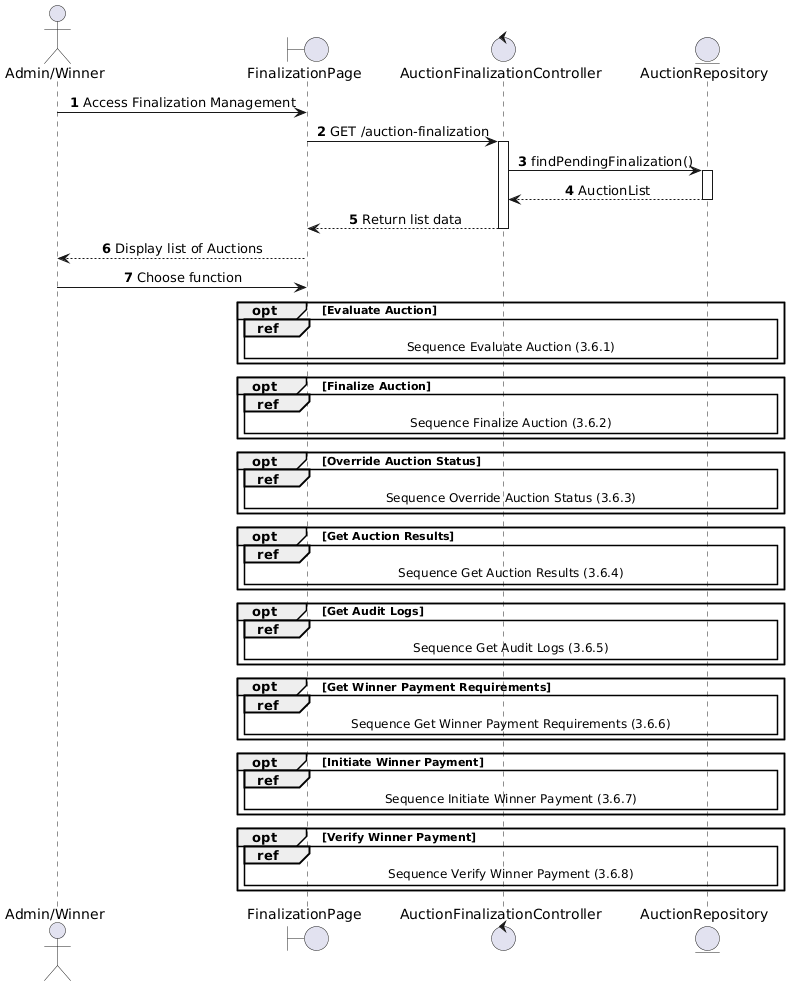 Admin/Winner
FinalizationPage
AuctionFinalizationController
AuctionRepository
1 Access Finalization Management
2 GET /auction-finalization
3 findPendingFinalization()
4 AuctionList
5 Return list data
6 Display list of Auctions
7 Choose function
opt [Evaluate Auction]
ref
Sequence Evaluate Auction (3.6.1)
opt [Finalize Auction]
ref
Sequence Finalize Auction (3.6.2)
opt [Override Auction Status]
ref
Sequence Override Auction Status (3.6.3)
opt [Get Auction Results]
ref
Sequence Get Auction Results (3.6.4)
opt [Get Audit Logs]
ref
Sequence Get Audit Logs (3.6.5)
opt [Get Winner Payment Requirements]
ref
Sequence Get Winner Payment Requirements (3.6.6)
opt [Initiate Winner Payment]
ref
Sequence Initiate Winner Payment (3.6.7)
opt [Verify Winner Payment]
ref
Sequence Verify Winner Payment (3.6.8)
Admin/Winner
FinalizationPage
AuctionFinalizationController
AuctionRepository